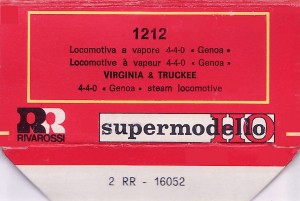 1212
Locomotiva a vapore 4-4-0 • Genoa •
Locomotive à vapeur 4-4-0 • Genoa •
VIRGINIA & TRUCKEE
4-4-0 • Genoa • steam locomotive
RR
RIVAROSSI
supermodello HO
2 RR - 16052